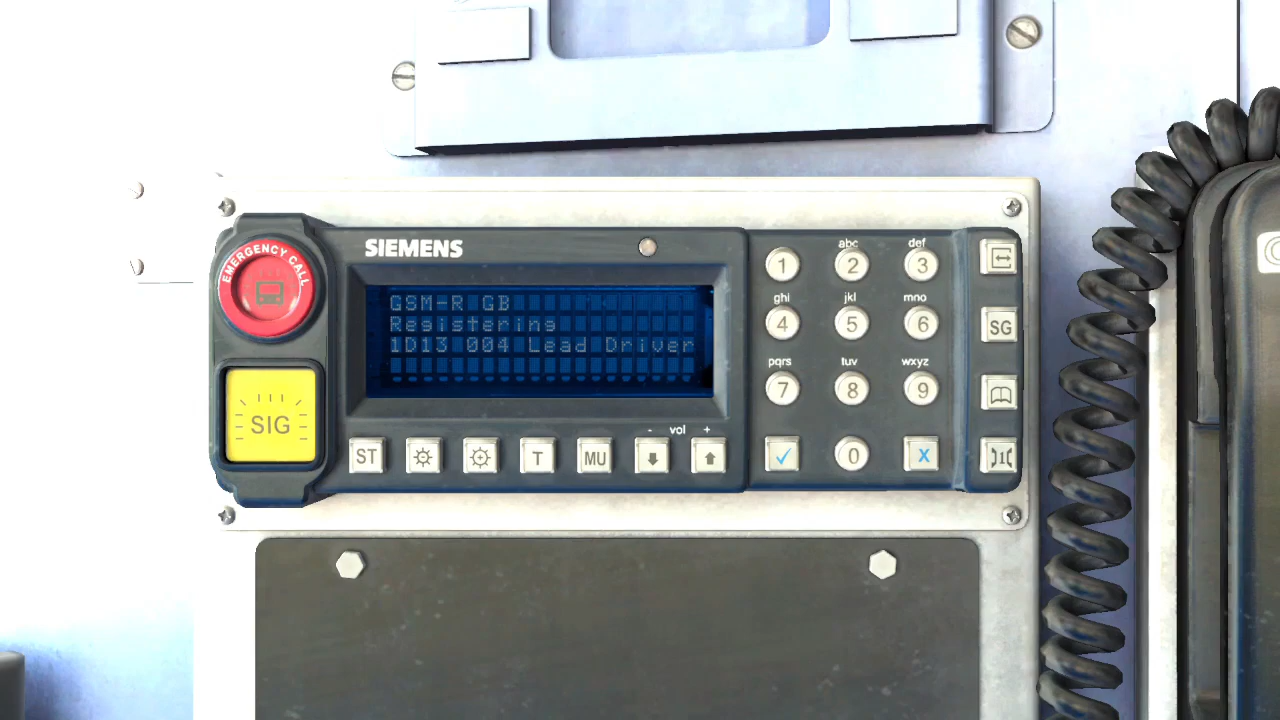 EMERGENCY CALL
SIEMENS
GSM-R GB
Registering
1D13 004 Lead Driver
SIG
ST
T
MU
- vol +
1
abc
2
def
3
ghi
4
jkl
5
mno
6
pqrs
7
tuv
8
wxyz
9
✓
0
X
SG
1